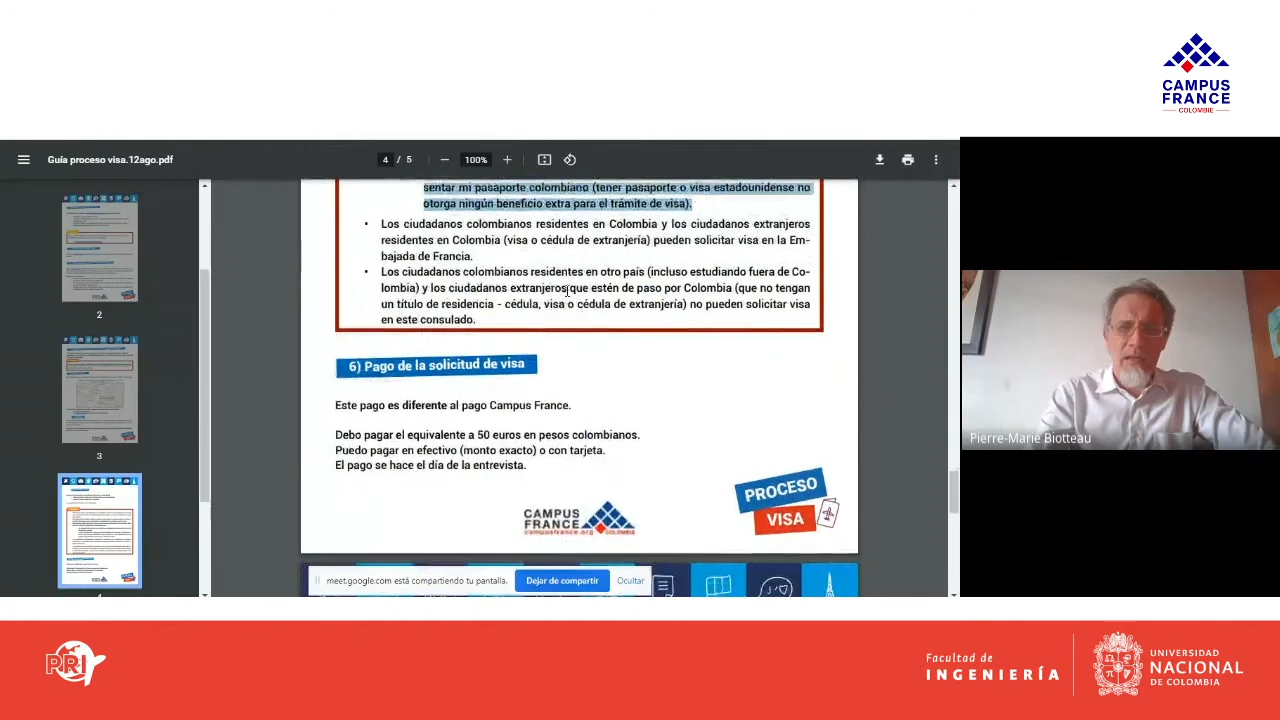 CAMPUS
FRANCE
COLOMBIE
Guía proceso visa.12ago.pdf
4 / 5
100%
2
3
sentar mi pasaporte colombiano (tener pasaporte o visa estadounidense no
otorga ningún beneficio extra para el trámite de visa).
• Los ciudadanos colombianos residentes en Colombia y los ciudadanos extranjeros
residentes en Colombia (visa o cédula de extranjería) pueden solicitar visa en la Em-
bajada de Francia.
• Los ciudadanos colombianos residentes en otro país (incluso estudiando fuera de Co-
lombia) y los ciudadanos extranjeros que estén de paso por Colombia (que no tengan
un título de residencia - cédula, visa o cédula de extranjería) no pueden solicitar visa
en este consulado.
6) Pago de la solicitud de visa
Este pago es diferente al pago Campus France.
Debo pagar el equivalente a 50 euros en pesos colombianos.
Puedo pagar en efectivo (monto exacto) o con tarjeta.
El pago se hace el día de la entrevista.
CAMPUS
FRANCE
campusfrance.org COLOMBIE
PROCESO
VISA
meet.google.com está compartiendo tu pantalla.
Dejar de compartir
Ocultar
Pierre-Marie Biotteau
PRI
Facultad de
INGENIERÍA
UNIVERSIDAD
NACIONAL
DE COLOMBIA